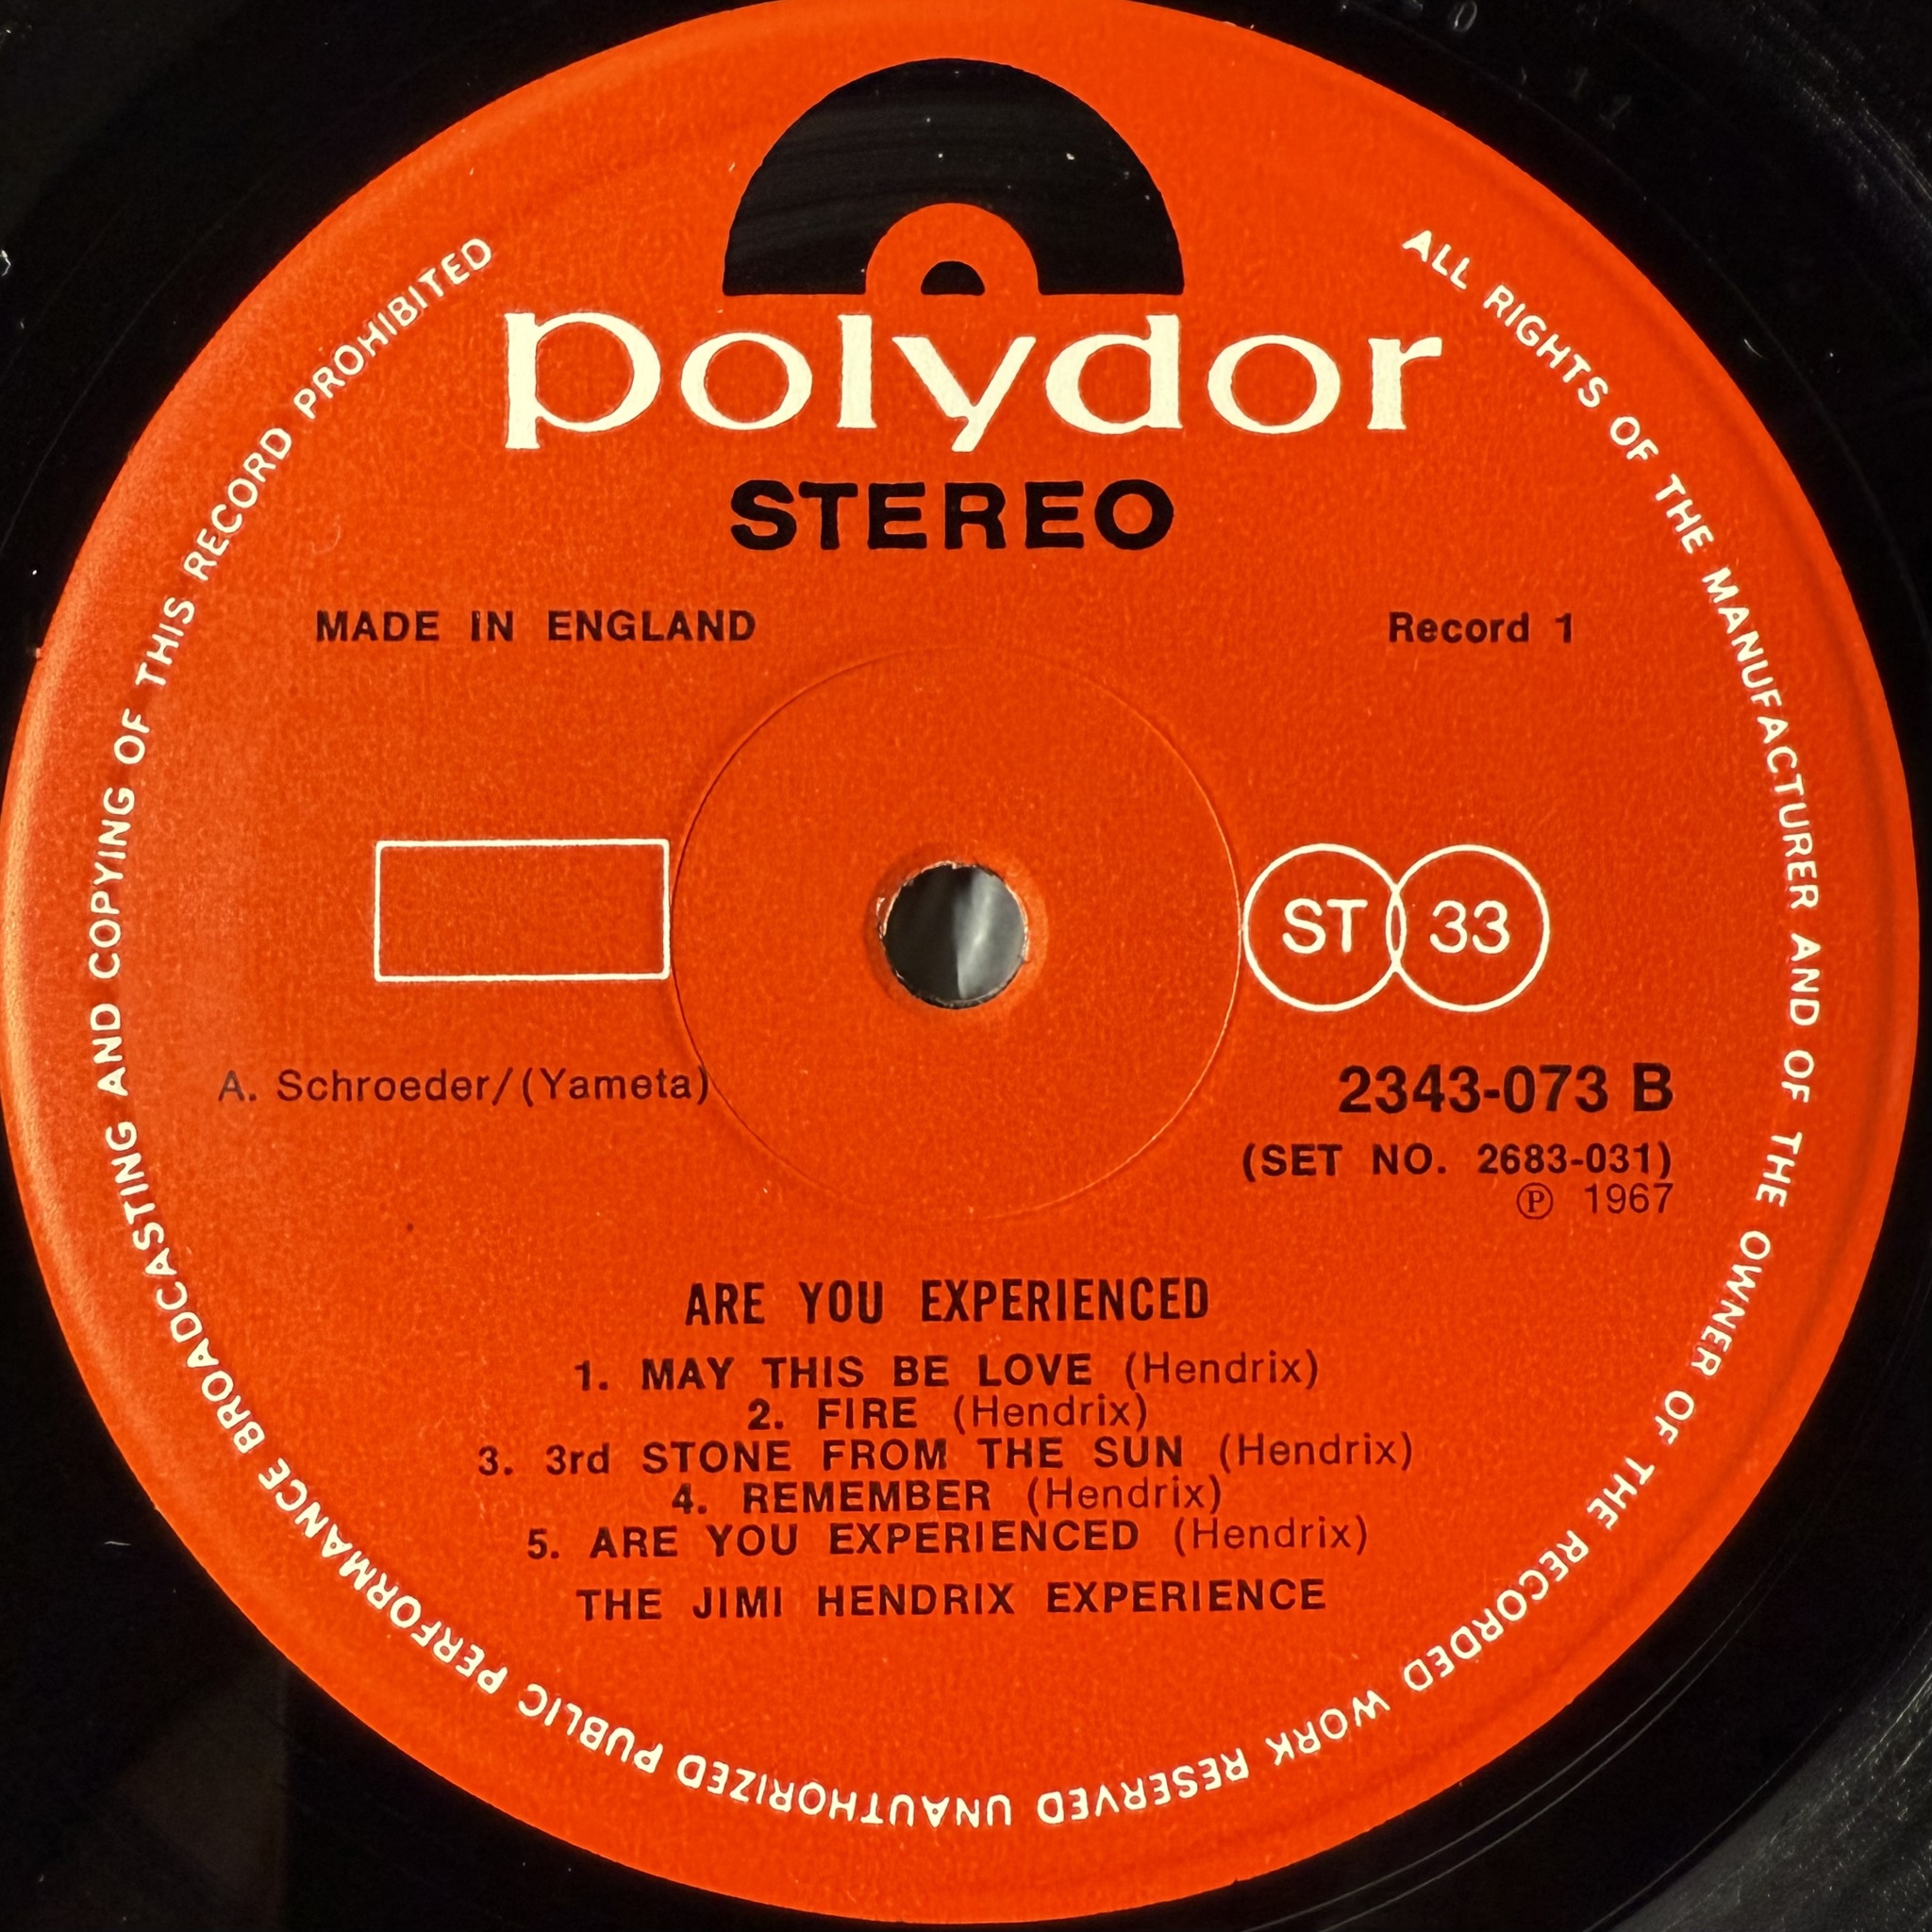 polydor
STEREO
MADE IN ENGLAND
Record 1
ST 33
A. Schroeder/(Yameta)
2343-073 B
(SET NO. 2683-031)
Ⓟ 1967
ARE YOU EXPERIENCED
1. MAY THIS BE LOVE (Hendrix)
2. FIRE (Hendrix)
3. 3rd STONE FROM THE SUN (Hendrix)
4. REMEMBER (Hendrix)
5. ARE YOU EXPERIENCED (Hendrix)
THE JIMI HENDRIX EXPERIENCE
ALL RIGHTS OF THE MANUFACTURER AND OF THE OWNER OF THE RECORDED WORK RESERVED UNAUTHORIZED PUBLIC PERFORMANCE BROADCASTING AND COPYING OF THIS RECORD PROHIBITED